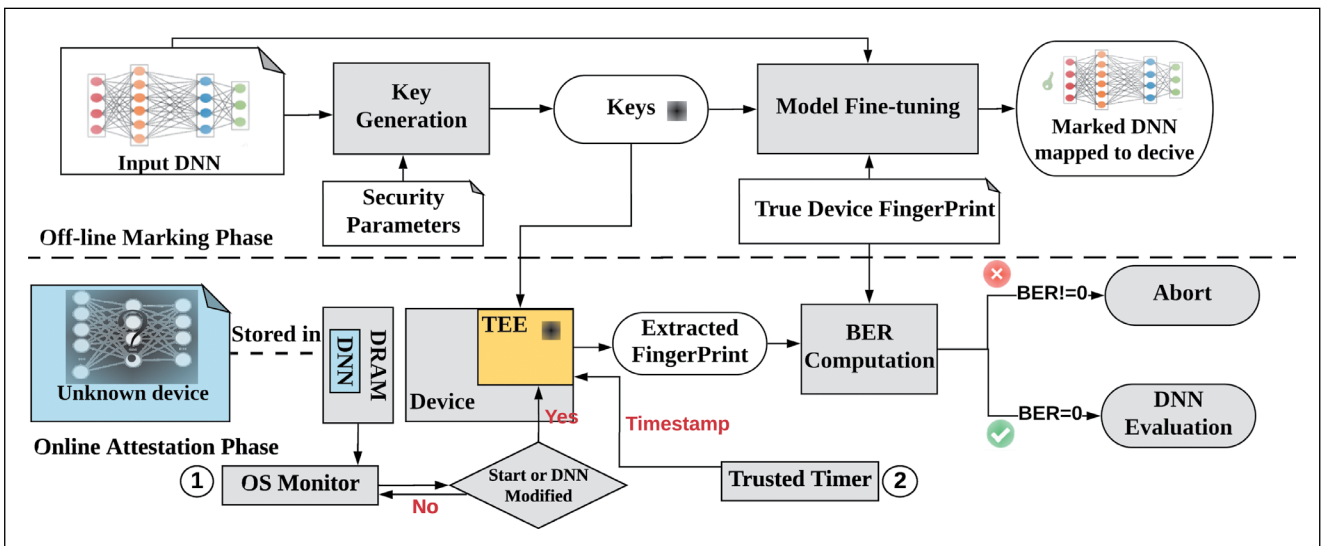 Input DNN
Key
Generation
Keys
Model Fine-tuning
Marked DNN
mapped to decive
Security
Parameters
True Device FingerPrint
Off-line Marking Phase
Unknown device
?
Stored in
DRAM
DNN
TEE
Device
Extracted
FingerPrint
BER
Computation
BER!=0
Abort
BER=0
DNN
Evaluation
Yes
Timestamp
Online Attestation Phase
1
OS Monitor
No
Start or DNN
Modified
Trusted Timer
2